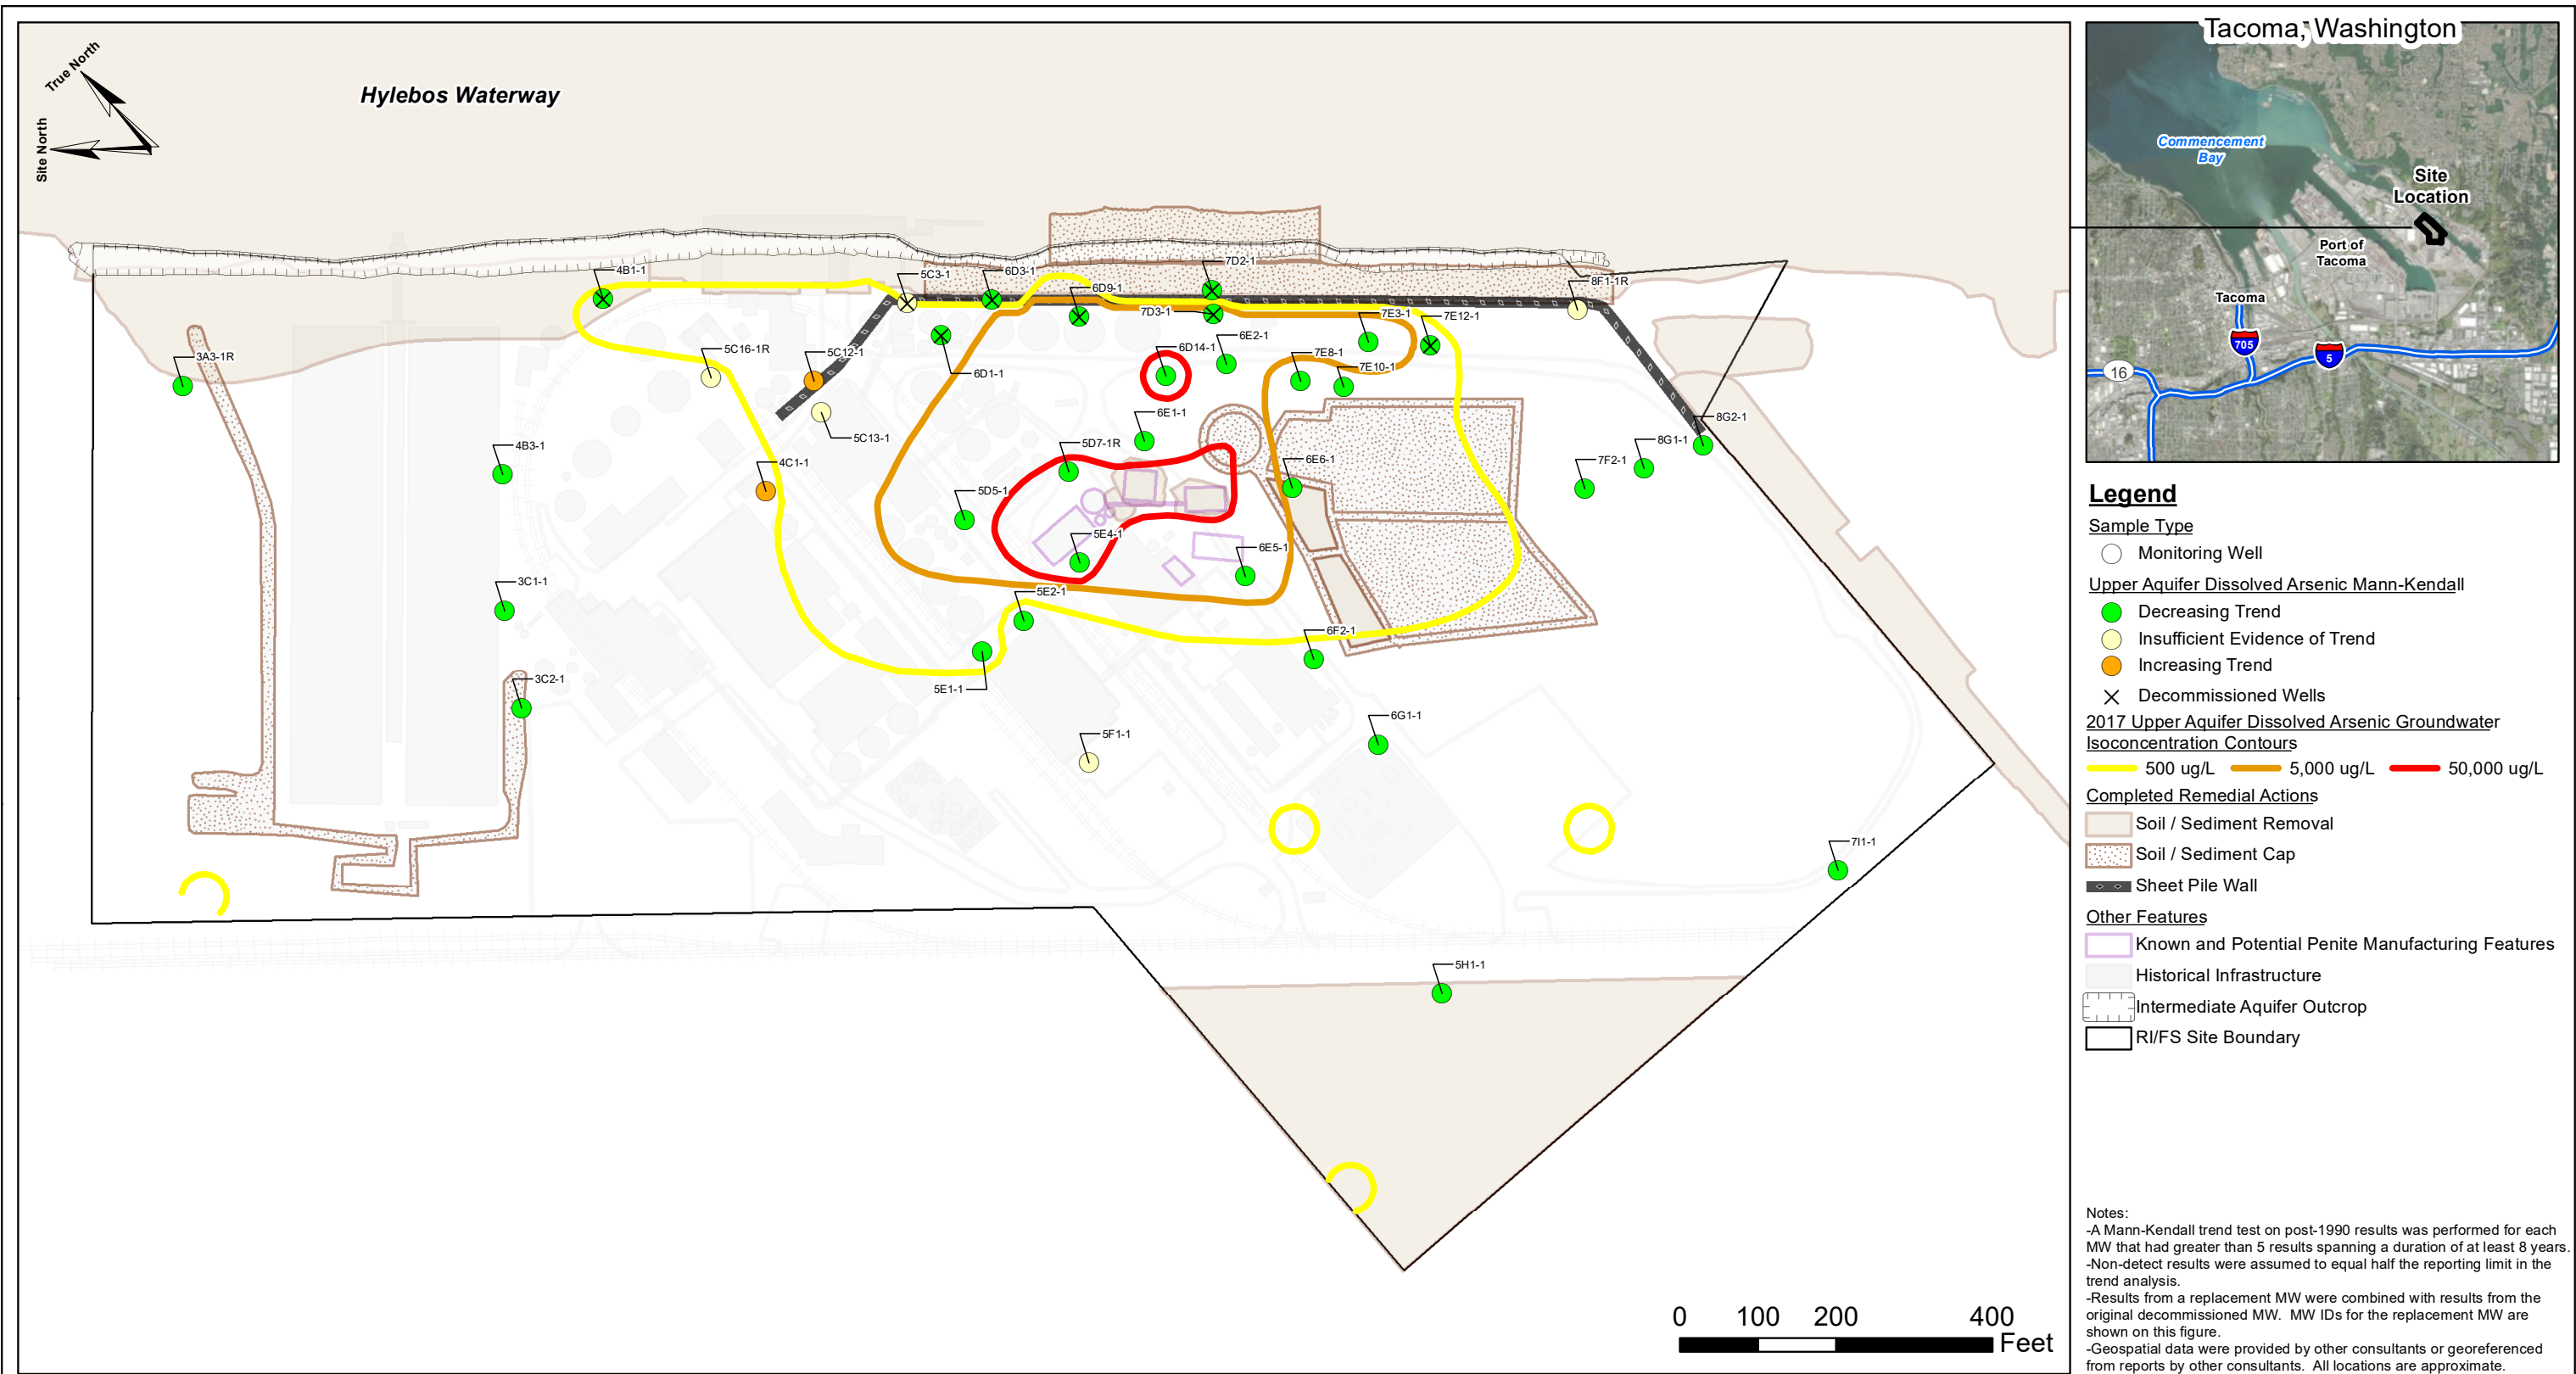 True North
Site North
Hylebos Waterway
4B1-1
5C3-1
6D3-1
6D9-1
7D2-1
7D3-1
8F1-1R
7E3-1
7E12-1
3A3-1R
5C16-1R
5C12-1
6D1-1
6D14-1
6E2-1
7E8-1
7E10-1
5C13-1
6E1-1
8G2-1
4B3-1
4C1-1
5D7-1R
6E6-1
7F2-1
8G1-1
5D5-1
5E4-1
6E5-1
3C1-1
5E2-1
6F2-1
3C2-1
5E1-1
5F1-1
6G1-1
7I1-1
5H1-1
0 100 200 400
Feet
Tacoma, Washington
Commencement
Bay
Site
Location
Port of
Tacoma
Tacoma
705
5
16
Legend
Sample Type
Monitoring Well
Upper Aquifer Dissolved Arsenic Mann-Kendall
Decreasing Trend
Insufficient Evidence of Trend
Increasing Trend
Decommissioned Wells
2017 Upper Aquifer Dissolved Arsenic Groundwater
Isoconcentration Contours
500 ug/L 5,000 ug/L 50,000 ug/L
Completed Remedial Actions
Soil / Sediment Removal
Soil / Sediment Cap
Sheet Pile Wall
Other Features
Known and Potential Penite Manufacturing Features
Historical Infrastructure
Intermediate Aquifer Outcrop
RI/FS Site Boundary
Notes:
-A Mann-Kendall trend test on post-1990 results was performed for each
MW that had greater than 5 results spanning a duration of at least 8 years.
-Non-detect results were assumed to equal half the reporting limit in the
trend analysis.
-Results from a replacement MW were combined with results from the
original decommissioned MW.  MW IDs for the replacement MW are
shown on this figure.
-Geospatial data were provided by other consultants or georeferenced
from reports by other consultants.  All locations are approximate.